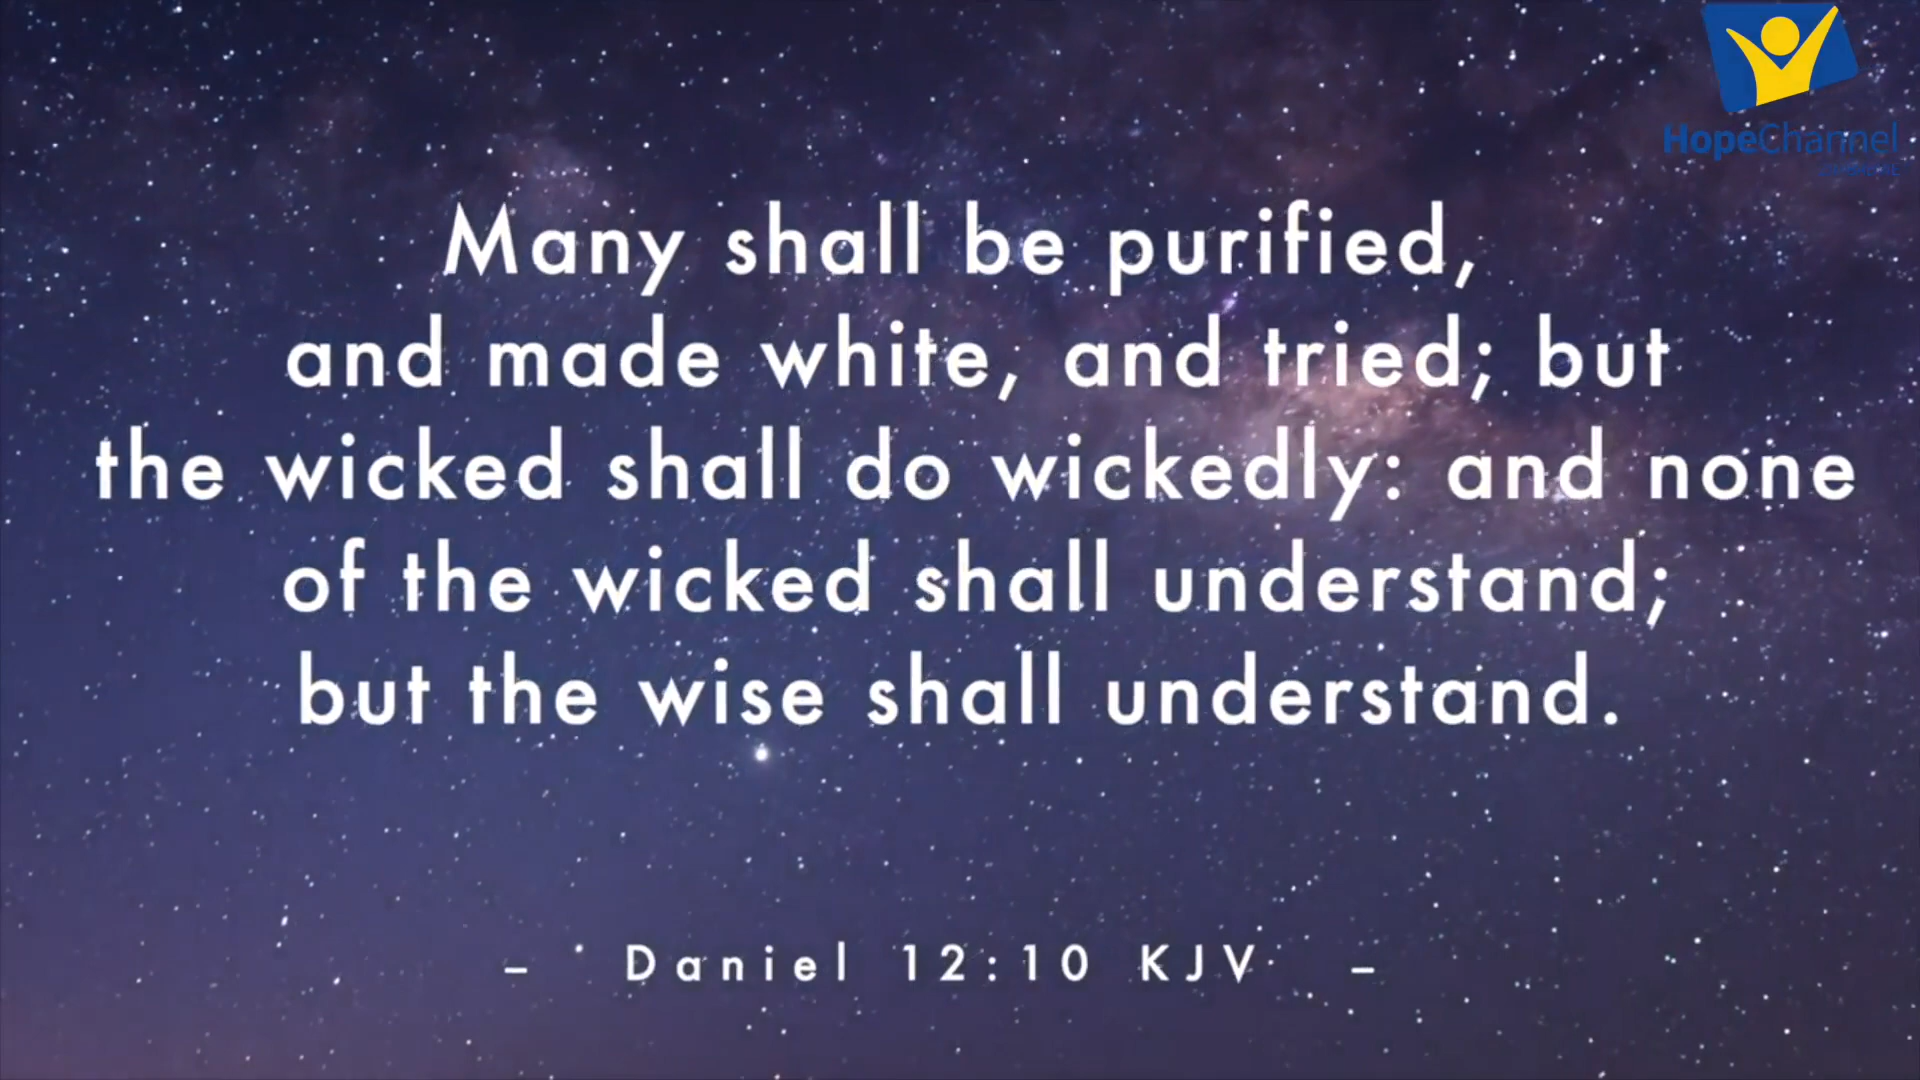 HopeChannel
Many shall be purified,
and made white, and tried; but
the wicked shall do wickedly: and none
of the wicked shall understand;
but the wise shall understand.
– Daniel 12:10 KJV –